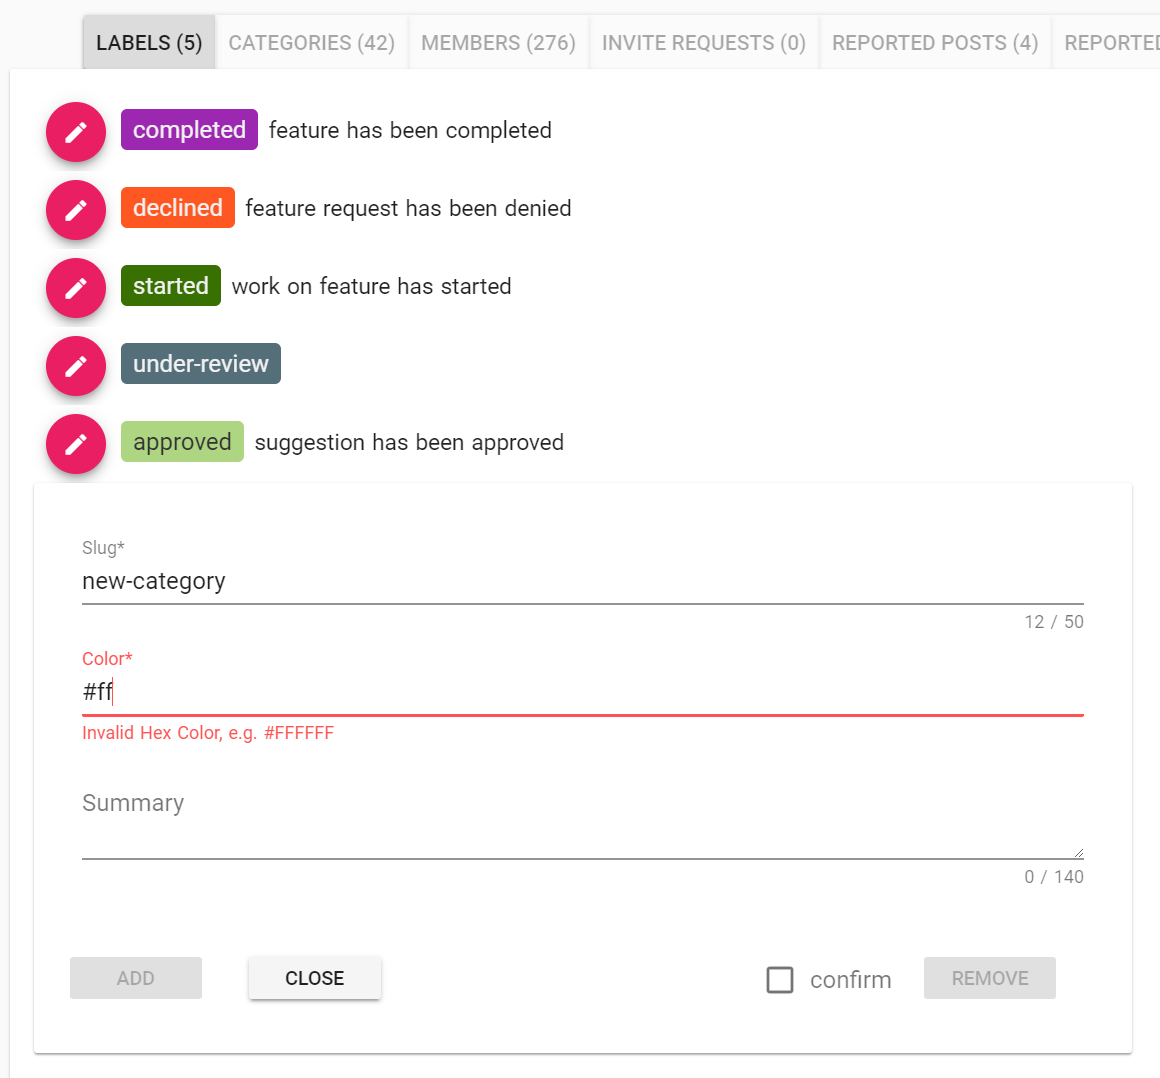 LABELS (5) CATEGORIES (42) MEMBERS (276) INVITE REQUESTS (0) REPORTED POSTS (4) REPORTED
completed feature has been completed
declined feature request has been denied
started work on feature has started
under-review
approved suggestion has been approved
Slug*
new-category
12 / 50
Color*
#ff
Invalid Hex Color, e.g. #FFFFFF
Summary
0 / 140
ADD CLOSE confirm REMOVE